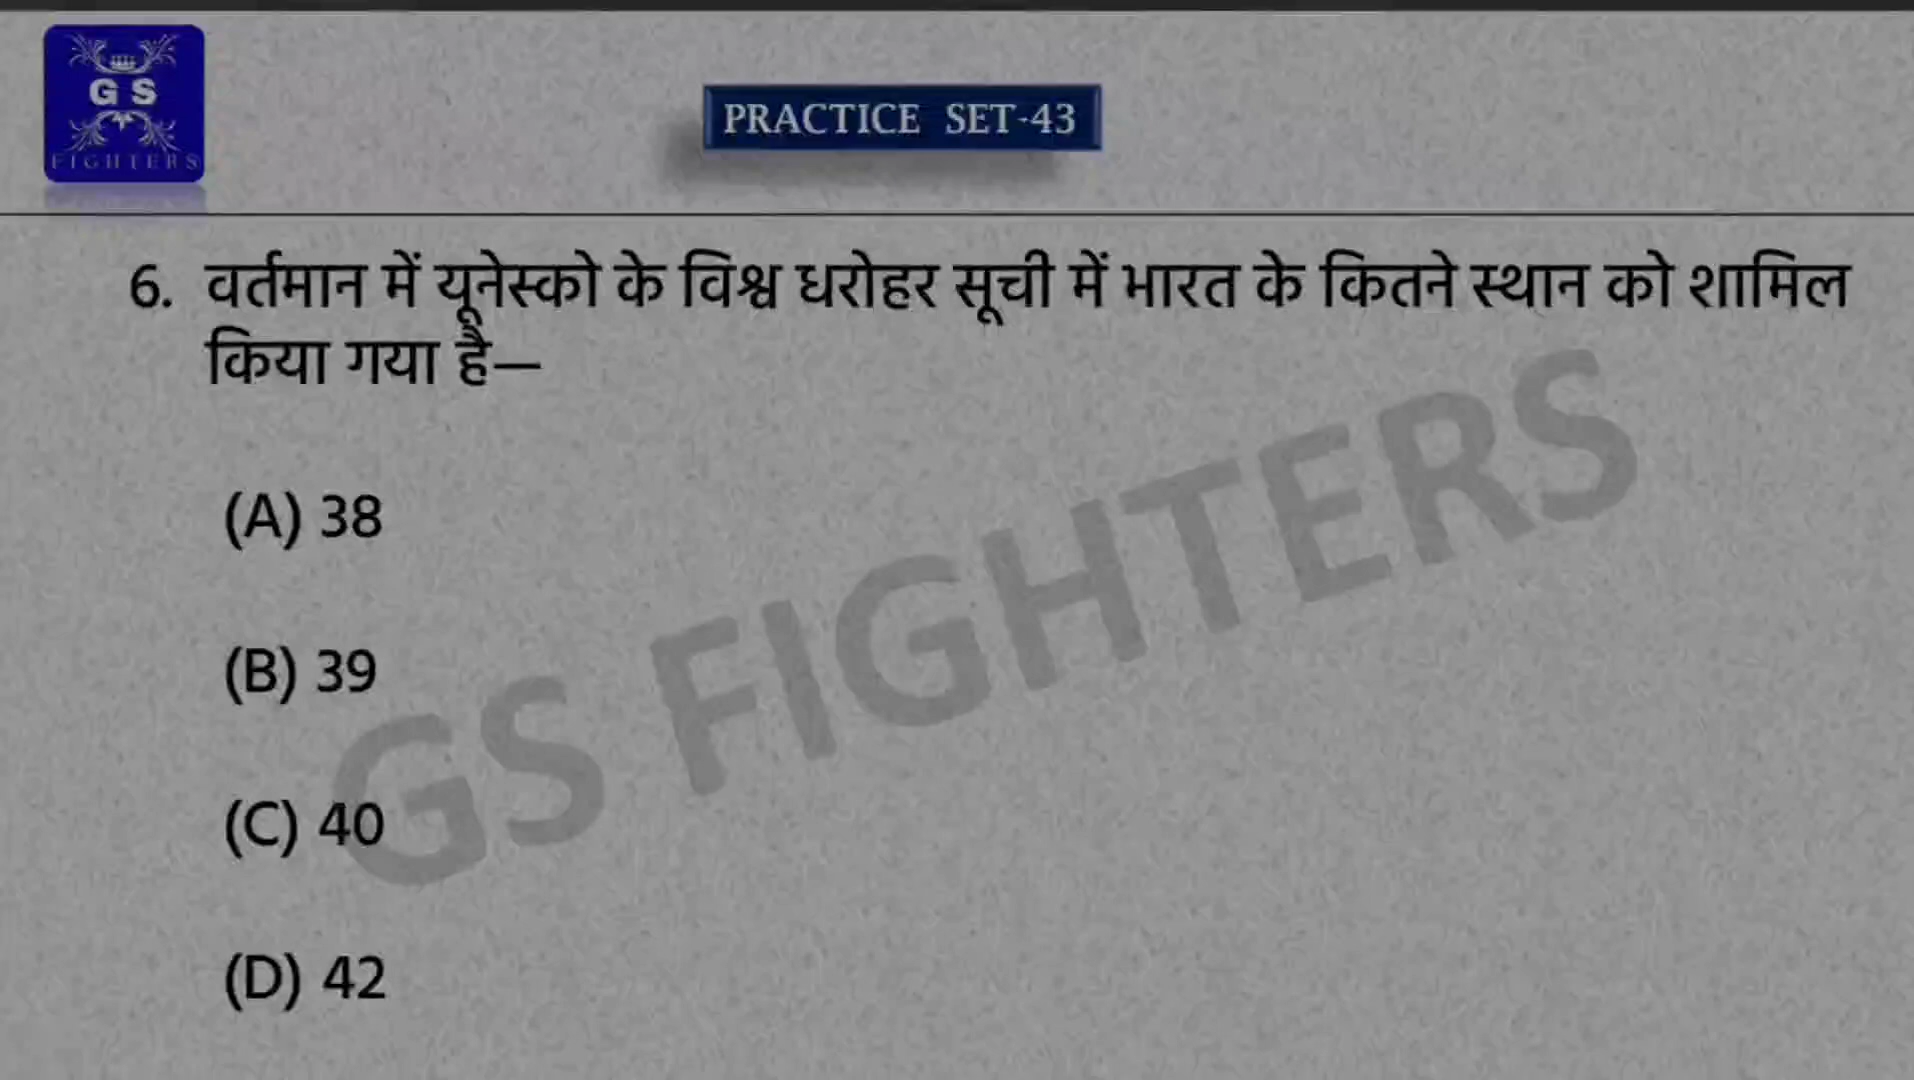 G S
FIGHTERS
PRACTICE SET-43
6. वर्तमान में यूनेस्को के विश्व धरोहर सूची में भारत के कितने स्थान को शामिल
किया गया है—
(A) 38
(B) 39
(C) 40
(D) 42
GS FIGHTERS